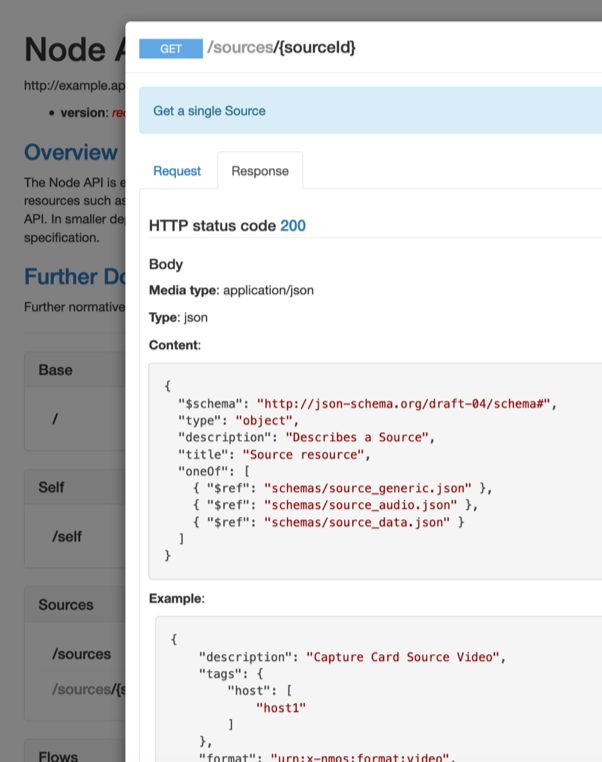 Node A
http://example.ap
version: re
Overview
The Node API is e
resources such as
API. In smaller de
specification.
Further Do
Further normative
Base
/
Self
/self
Sources
/sources
/sources/{s
Flows
GET /sources/{sourceId}
Get a single Source
Request Response
HTTP status code 200
Body
Media type: application/json
Type: json
Content:
{
"$schema": "http://json-schema.org/draft-04/schema#",
"type": "object",
"description": "Describes a Source",
"title": "Source resource",
"oneOf": [
{ "$ref": "schemas/source_generic.json" },
{ "$ref": "schemas/source_audio.json" },
{ "$ref": "schemas/source_data.json" }
]
}
Example:
{
"description": "Capture Card Source Video",
"tags": {
"host": [
"host1"
]
},
"format": "urn:x-nmos:format:video",